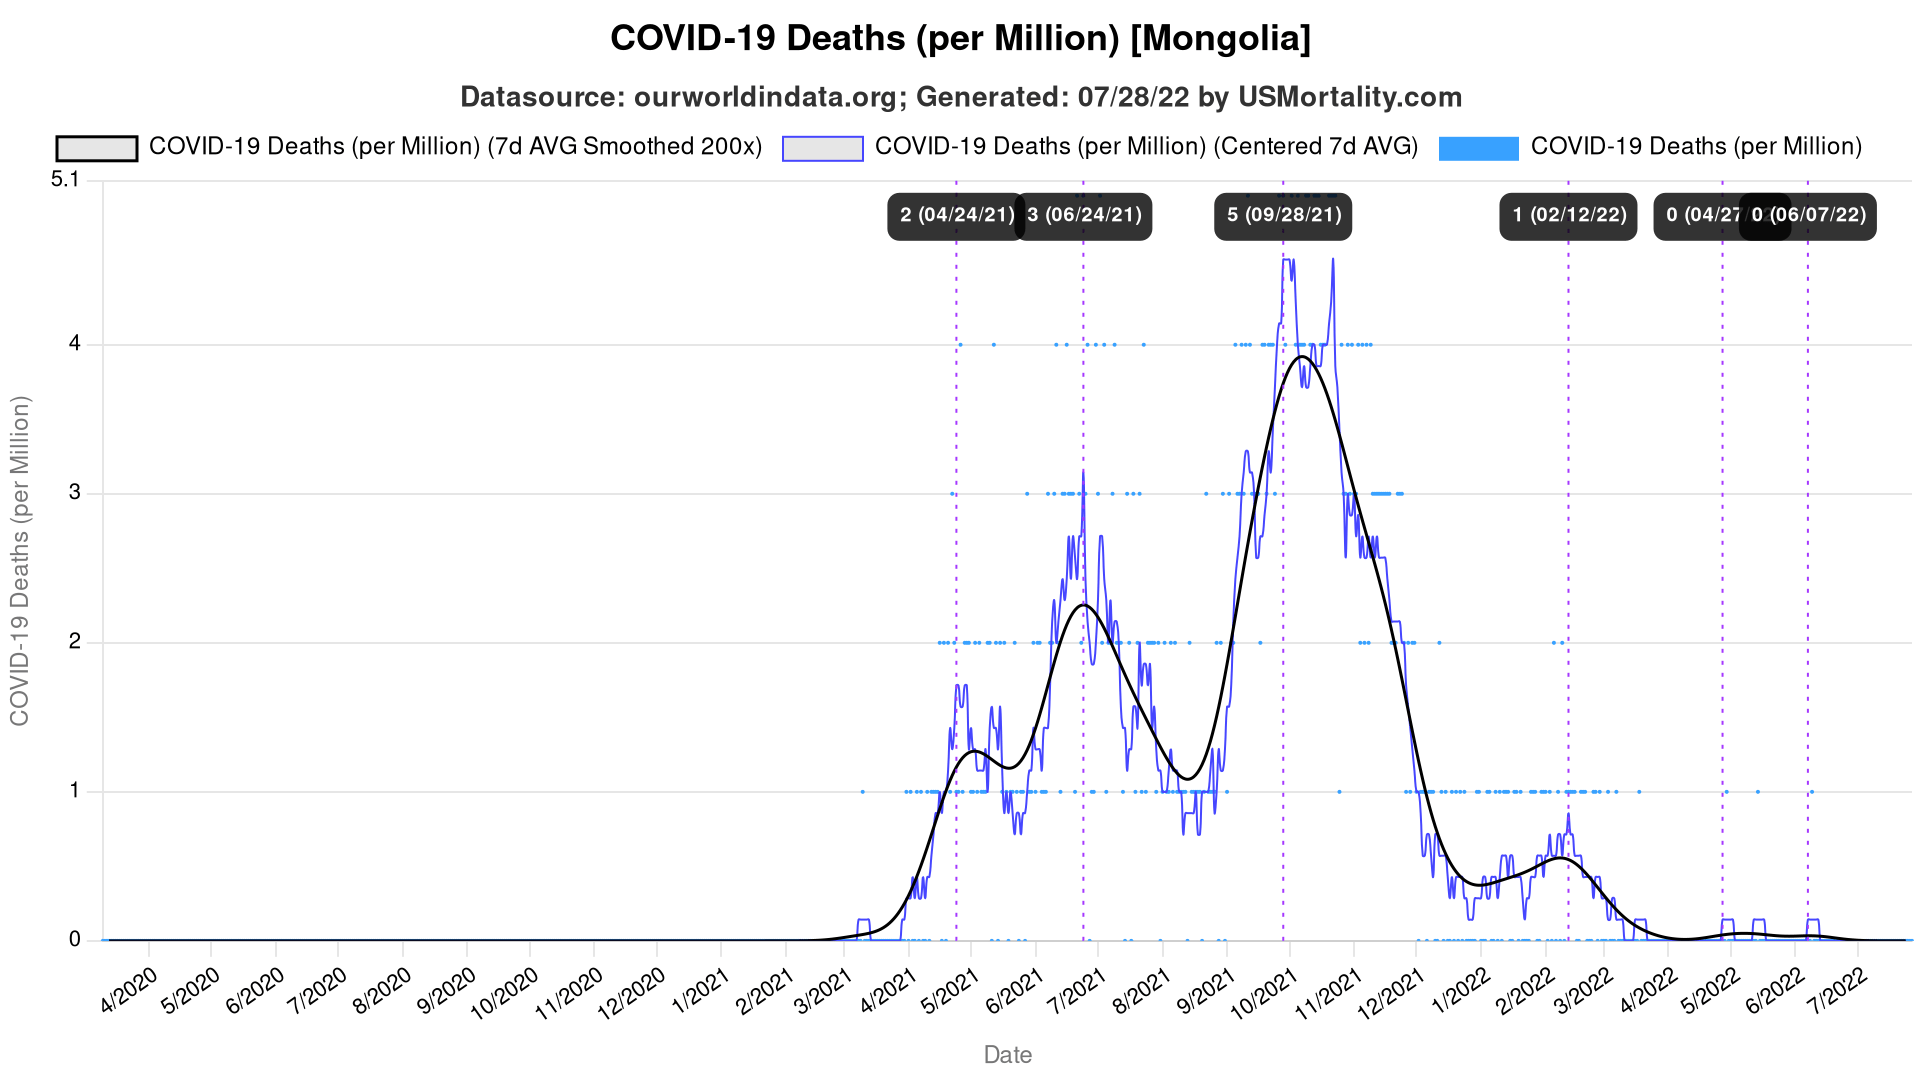 COVID-19 Deaths (per Million) [Mongolia]
Datasource: ourworldindata.org; Generated: 07/28/22 by USMortality.com
COVID-19 Deaths (per Million) (7d AVG Smoothed 200x) COVID-19 Deaths (per Million) (Centered 7d AVG) COVID-19 Deaths (per Million)
5.1
2 (04/24/21) 3 (06/24/21) 5 (09/28/21) 1 (02/12/22) 0 (04/27/ 0 (06/07/22)
4
3
2
1
0
COVID-19 Deaths (per Million)
4/2020 5/2020 6/2020 7/2020 8/2020 9/2020 10/2020 11/2020 12/2020 1/2021 2/2021 3/2021 4/2021 5/2021 6/2021 7/2021 8/2021 9/2021 10/2021 11/2021 12/2021 1/2022 2/2022 3/2022 4/2022 5/2022 6/2022 7/2022
Date